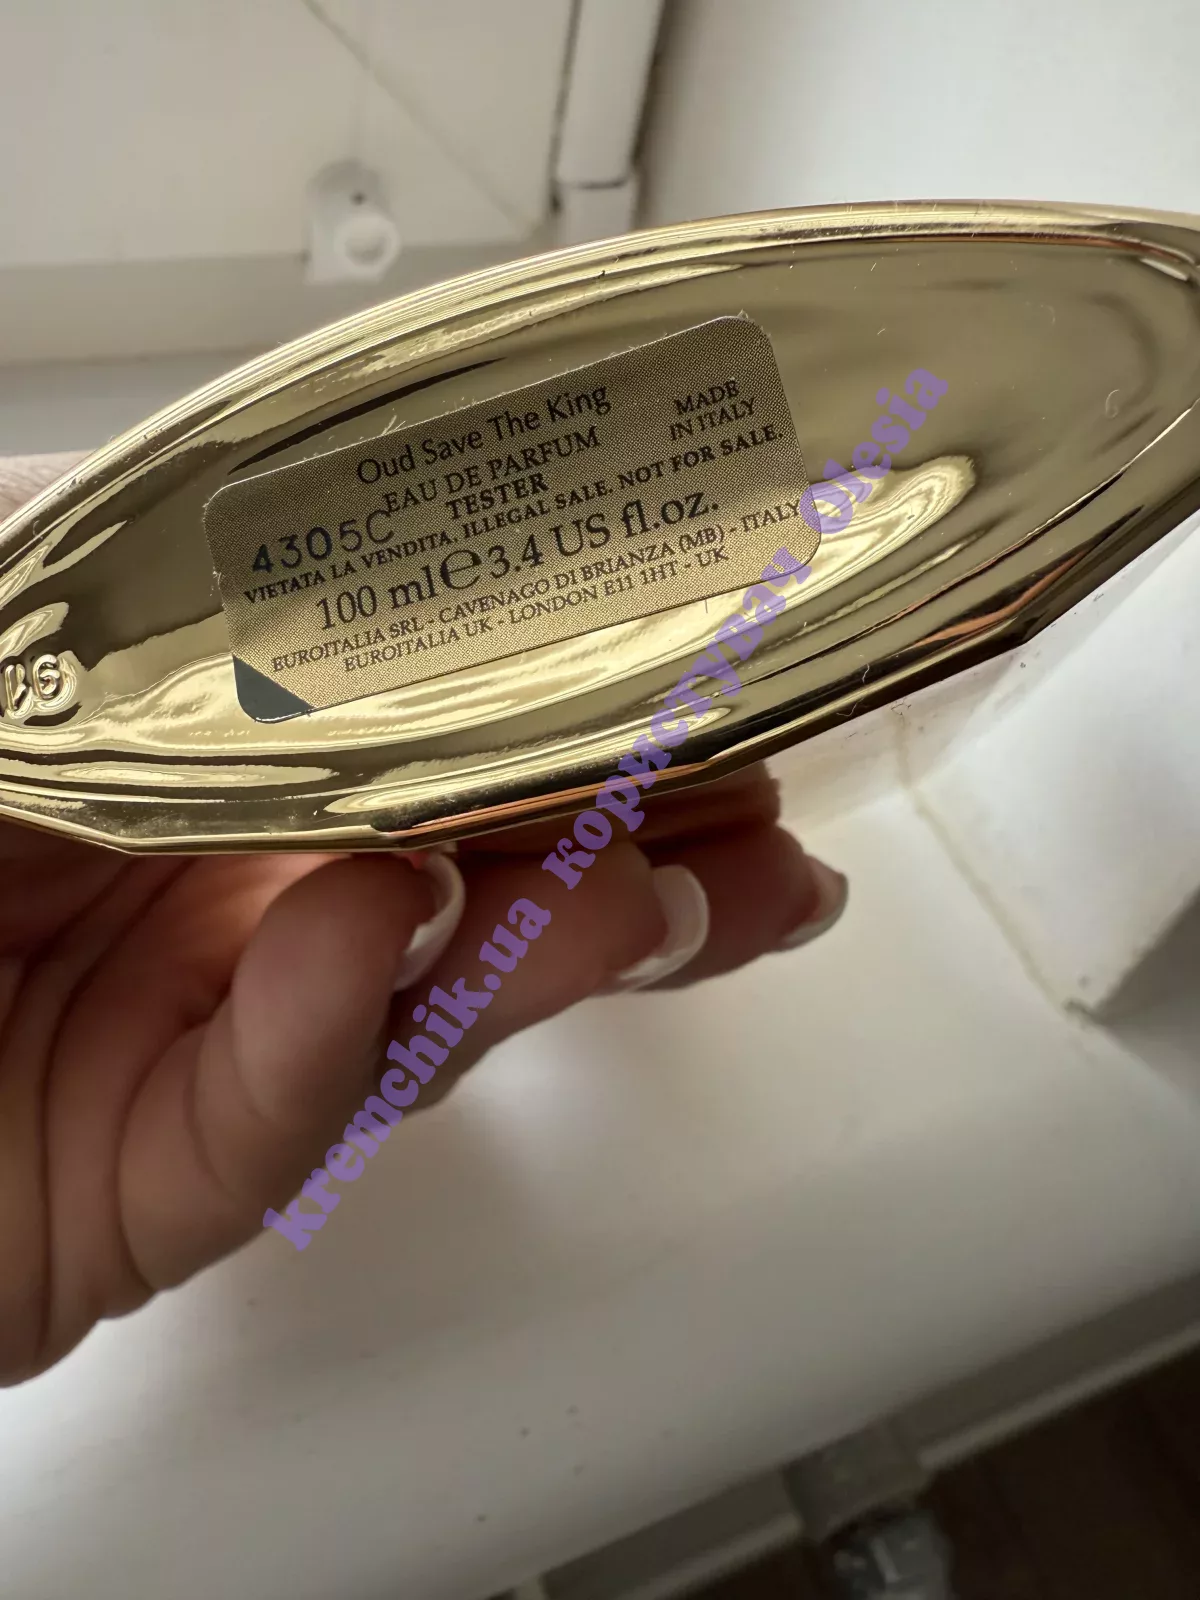 Oud Save The King
EAU DE PARFUM
MADE
IN ITALY
TESTER
4305C
VIETATA LA VENDITA. ILLEGAL SALE. NOT FOR SALE.
100 ml e 3.4 US fl.oz.
EUROITALIA SRL - CAVENAGO DI BRIANZA (MB) - ITALY
EUROITALIA UK - LONDON E11 1HT - UK
kremchik.ua користувач Olesia